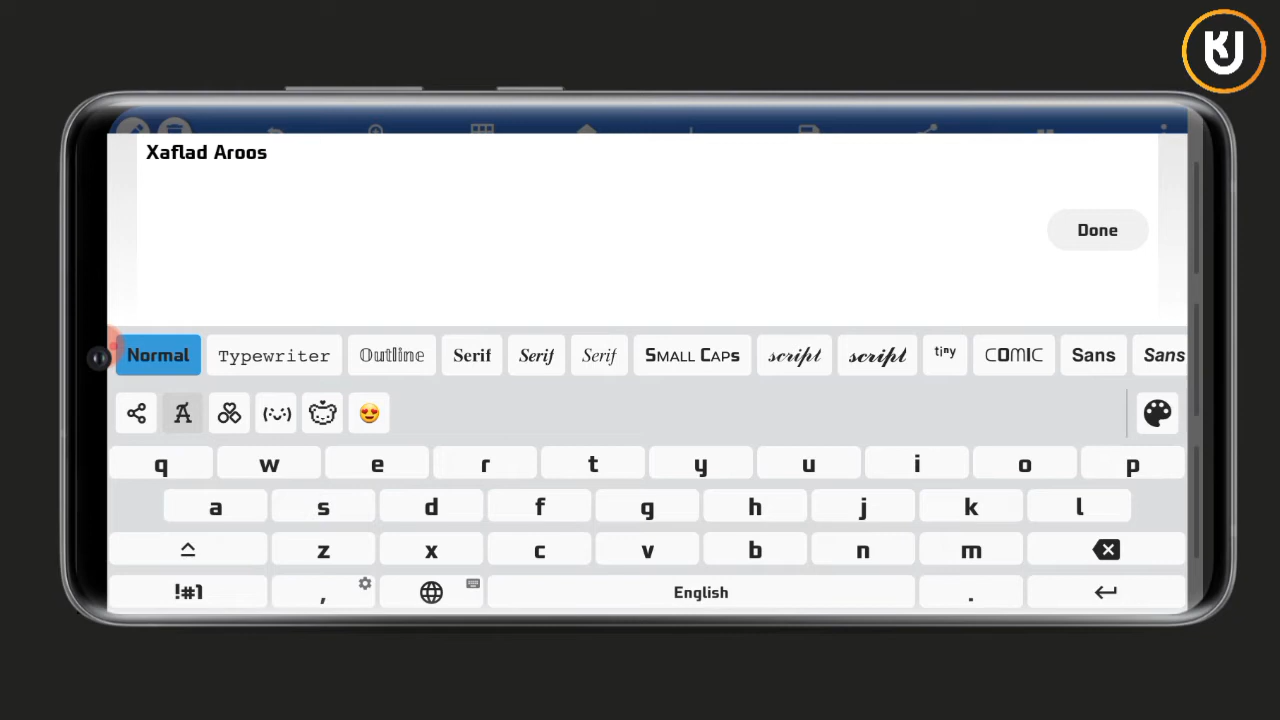 KU
Xaflad Aroos
Done
Normal Typewriter Outline Serif Serif Serif SMALL CAPS script script tiny COMIC Sans Sans
q w e r t y u i o p
a s d f g h j k l
z x c v b n m
!#1 , English .